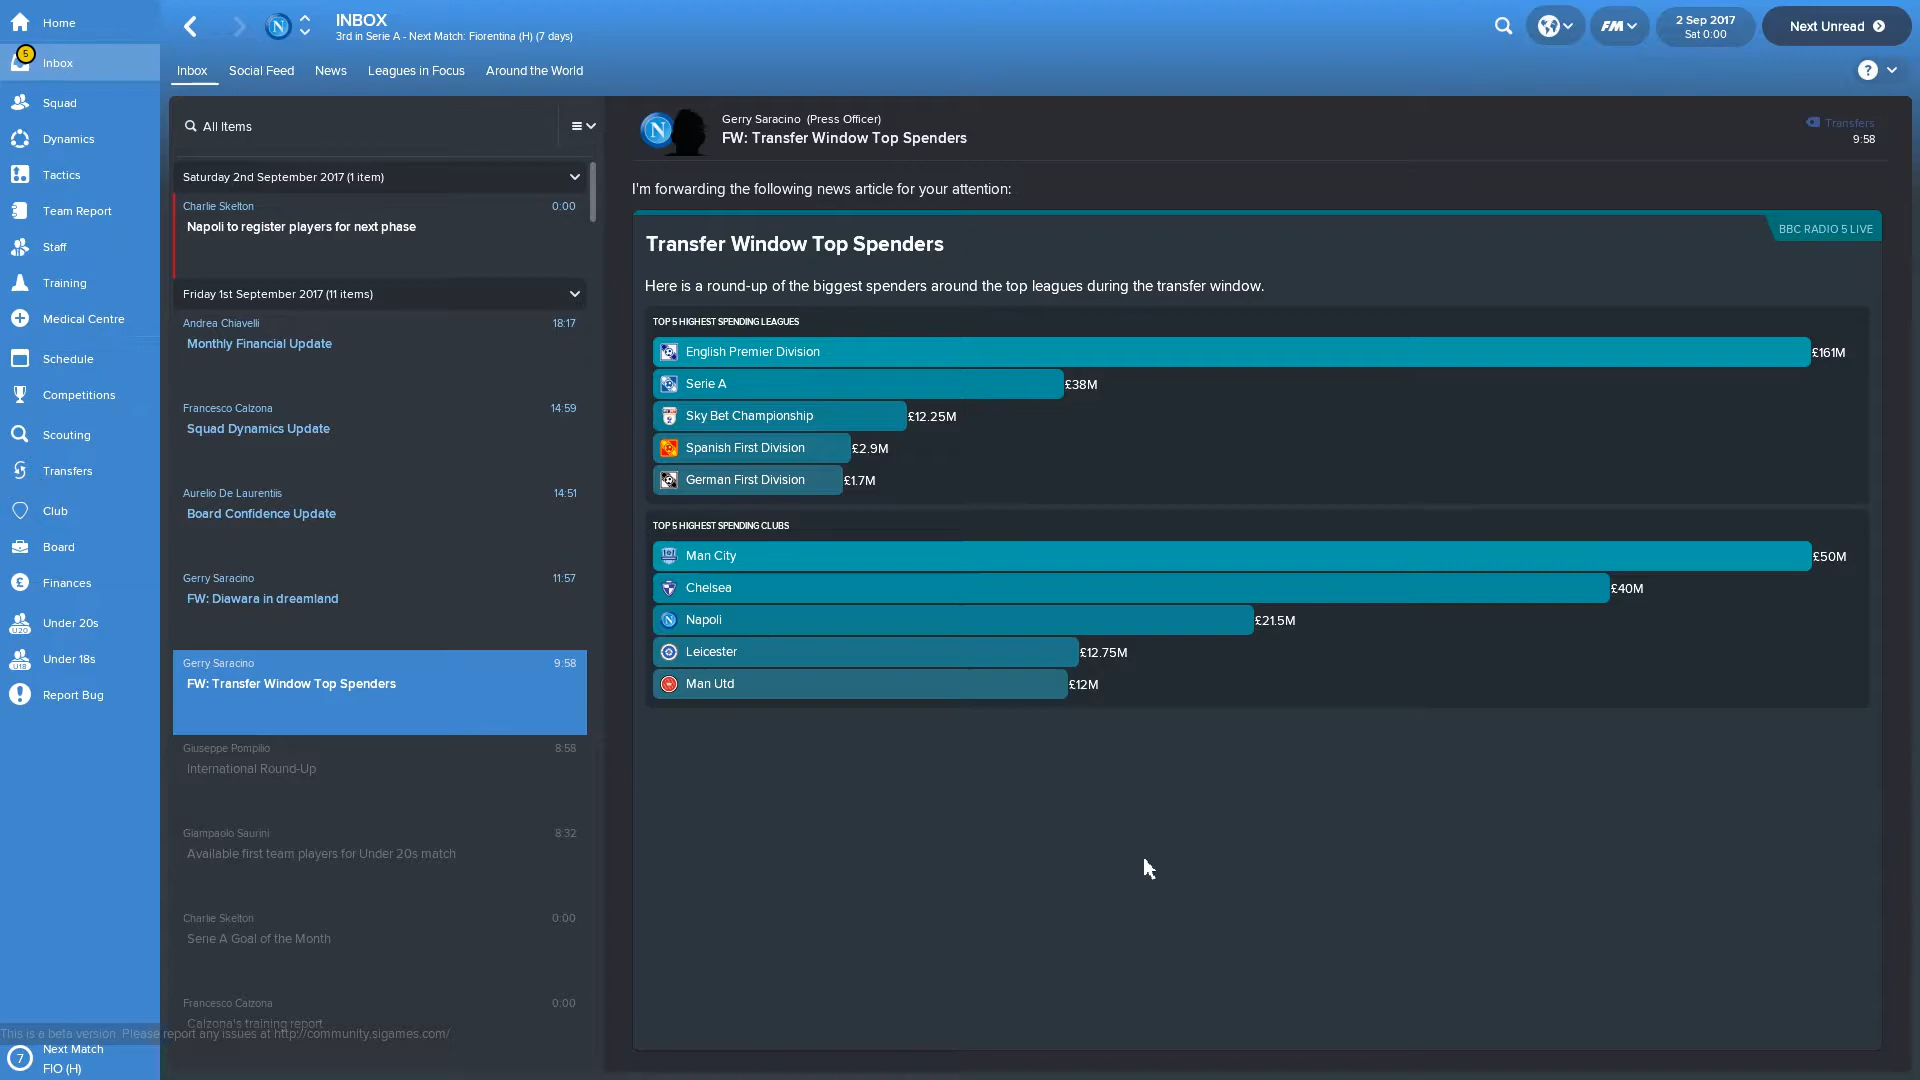 Home
5
Inbox
Squad
Dynamics
Tactics
Team Report
Staff
Training
Medical Centre
Schedule
Competitions
Scouting
Transfers
Club
Board
Finances
Under 20s
Under 18s
Report Bug
This is a beta version. Please report any issues at http://community.sigames.com/
7
Next Match
FIO (H)
INBOX
3rd in Serie A - Next Match: Fiorentina (H) (7 days)
FM
2 Sep 2017
Sat 0:00
Next Unread
Inbox Social Feed News Leagues in Focus Around the World
?
All Items
Saturday 2nd September 2017 (1 item)
Charlie Skelton 0:00
Napoli to register players for next phase
Friday 1st September 2017 (11 items)
Andrea Chiavelli 18:17
Monthly Financial Update
Francesco Calzona 14:59
Squad Dynamics Update
Aurelio De Laurentiis 14:51
Board Confidence Update
Gerry Saracino 11:57
FW: Diawara in dreamland
Gerry Saracino 9:58
FW: Transfer Window Top Spenders
Giuseppe Pompilio 8:58
International Round-Up
Giampaolo Saurini 8:32
Available first team players for Under 20s match
Charlie Skelton 0:00
Serie A Goal of the Month
Francesco Calzona 0:00
Calzona's training report
Gerry Saracino (Press Officer)
FW: Transfer Window Top Spenders
Transfers
9:58
I'm forwarding the following news article for your attention:
BBC RADIO 5 LIVE
Transfer Window Top Spenders
Here is a round-up of the biggest spenders around the top leagues during the transfer window.
TOP 5 HIGHEST SPENDING LEAGUES
English Premier Division £161M
Serie A £38M
Sky Bet Championship £12.25M
Spanish First Division £2.9M
German First Division £1.7M
TOP 5 HIGHEST SPENDING CLUBS
Man City £50M
Chelsea £40M
Napoli £21.5M
Leicester £12.75M
Man Utd £12M